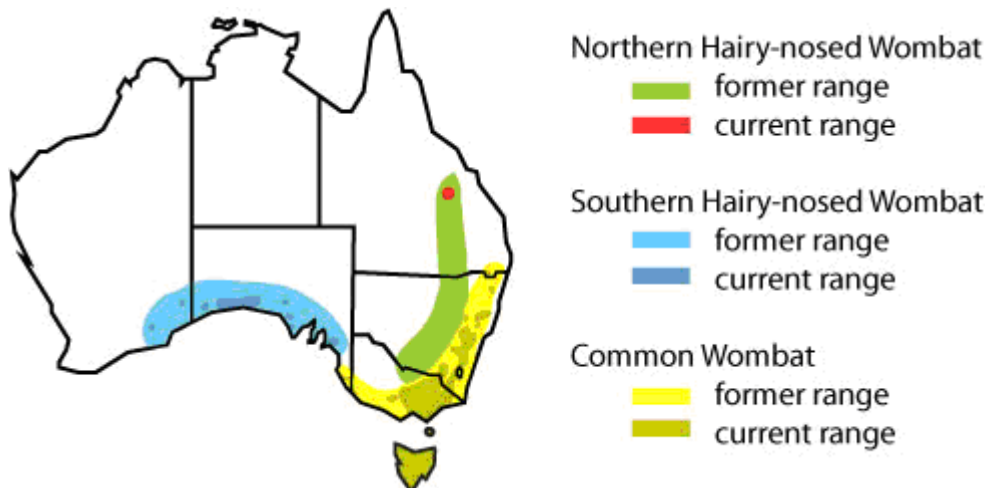 Northern Hairy-nosed Wombat
former range
current range
Southern Hairy-nosed Wombat
former range
current range
Common Wombat
former range
current range